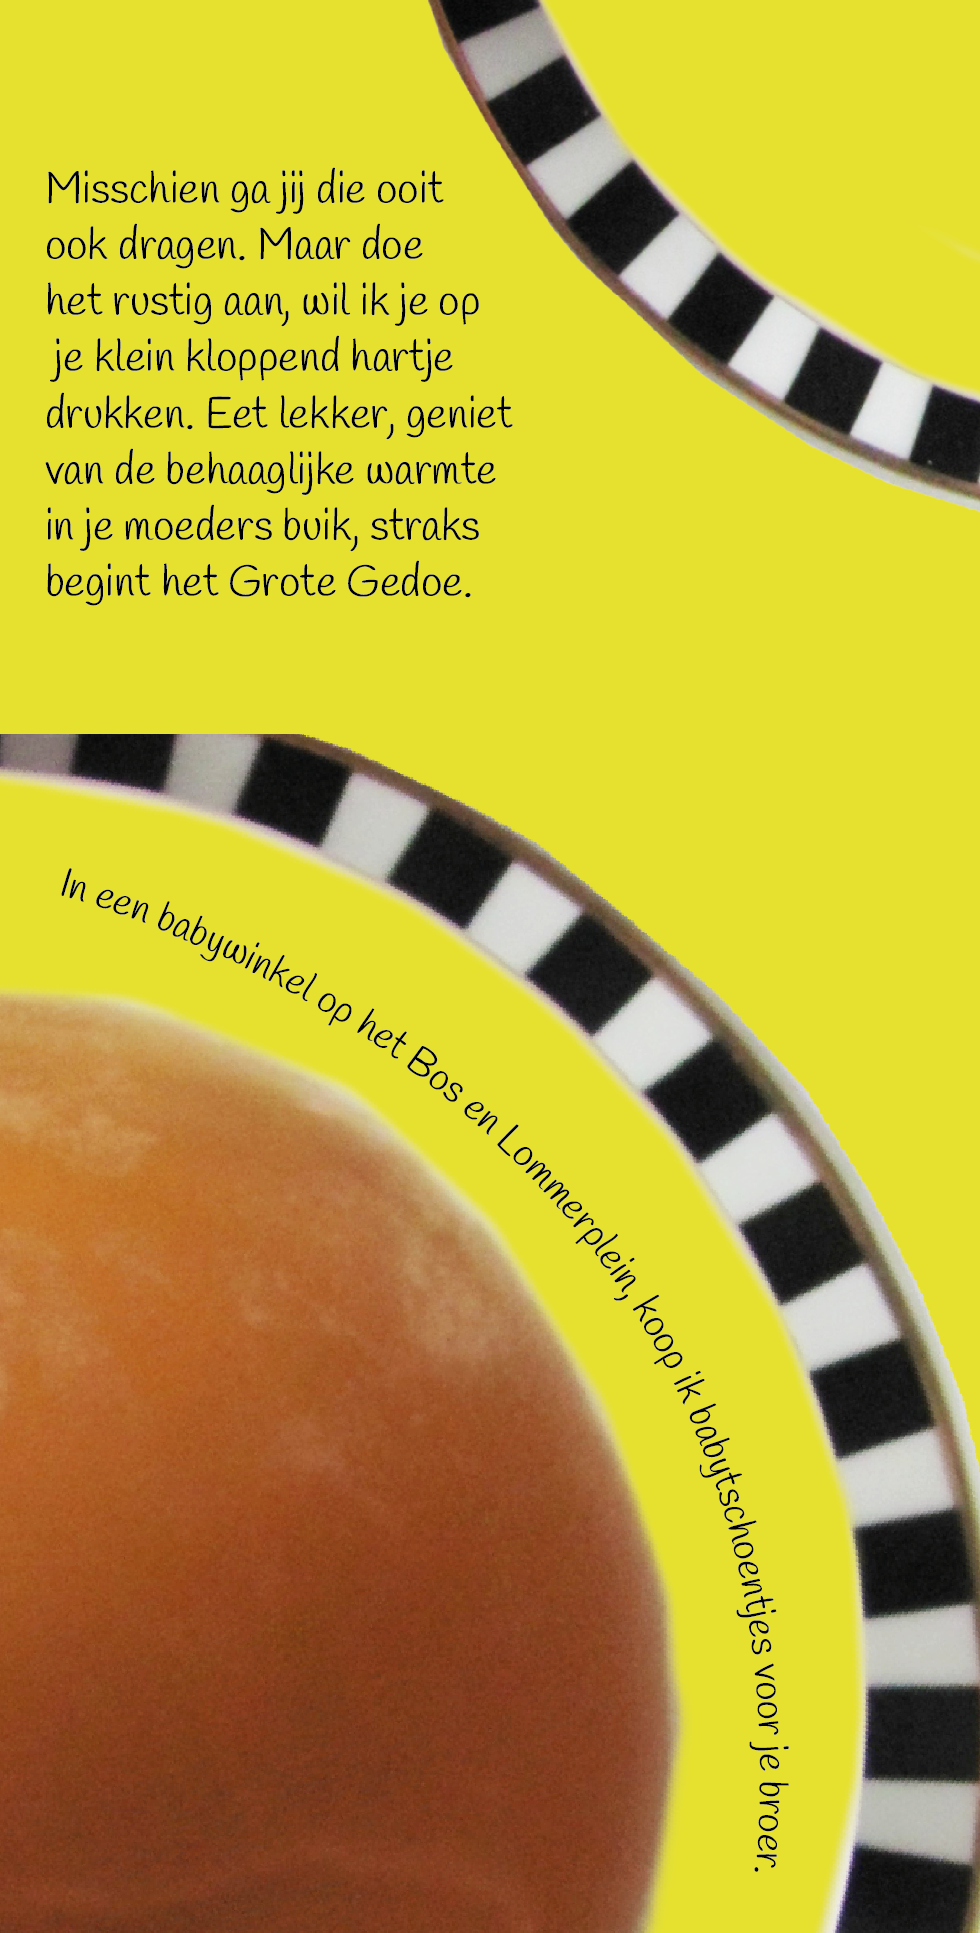 Misschien ga jij die ooit
ook dragen. Maar doe
het rustig aan, wil ik je op
je klein kloppend hartje
drukken. Eet lekker, geniet
van de behaaglijke warmte
in je moeders buik, straks
begint het Grote Gedoe.
In een babywinkel op het Bos en Lommerplein, koop ik babytschoentjes voor je broer.